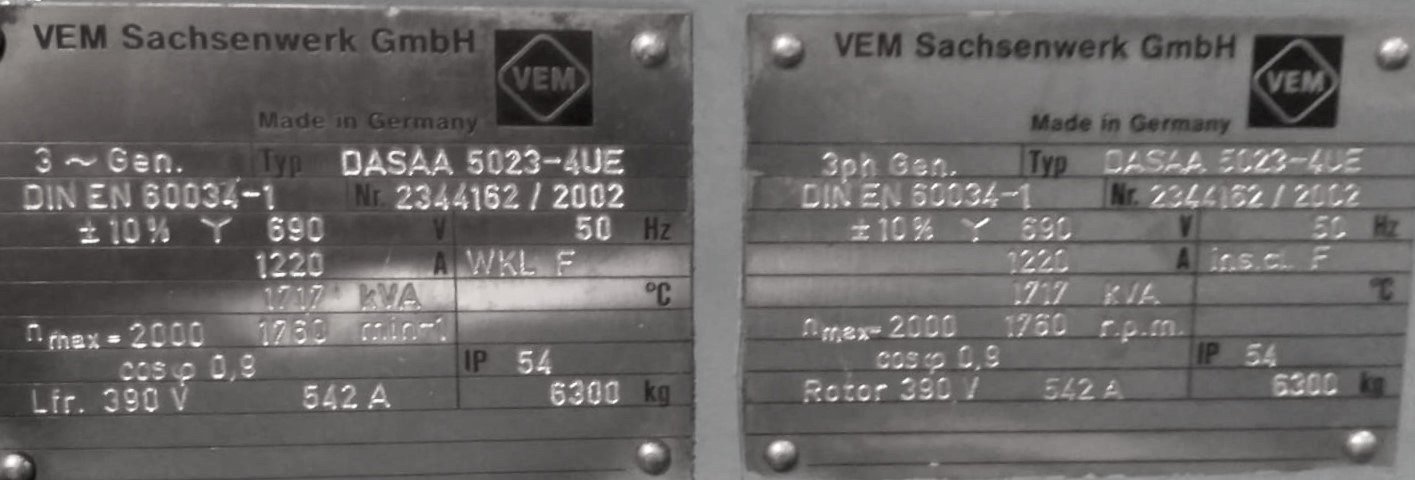 VEM Sachsenwerk GmbH
VEM
Made in Germany
3 ~ Gen. Typ DASAA 5023-4UE
DIN EN 60034-1 Nr. 2344162 / 2002
± 10 % Y 690 V 50 Hz
1220 A WKL F
1717 kVA °C
nmax = 2000 1760 min-1
cos φ 0,9 IP 54
Lfr. 390 V 542 A 6300 kg
VEM Sachsenwerk GmbH
VEM
Made in Germany
3ph Gen. Typ DASAA 5023-4UE
DIN EN 60034-1 Nr. 2344162 / 2002
± 10 % Y 690 V 50 Hz
1220 A Ins.cl. F
1717 KVA °C
nmax= 2000 1760 r.p.m.
cos φ 0,9 IP 54
Rotor 390 V 542 A 6300 kg